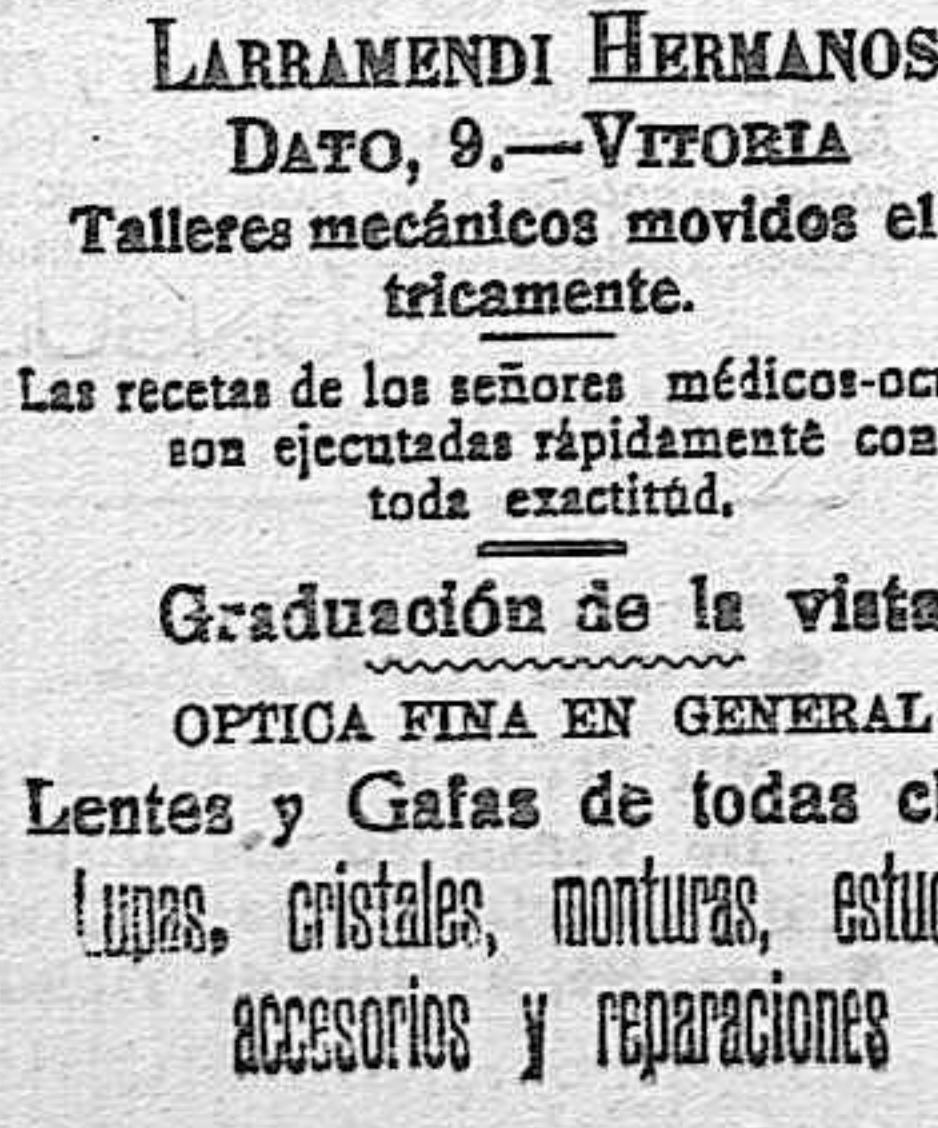 LARRAMENDI HERMANOS
DATO, 9.—VITORIA
Talleres mecánicos movidos el
tricamente.
Las recetas de los señores médicos-oc
son ejecutadas rápidamente con
toda exactitúd.
Graduación de la vista
OPTICA FINA EN GENERAL
Lentes y Gafas de todas cl
Lupas, cristales, monturas, estuc
accesorios y reparaciones